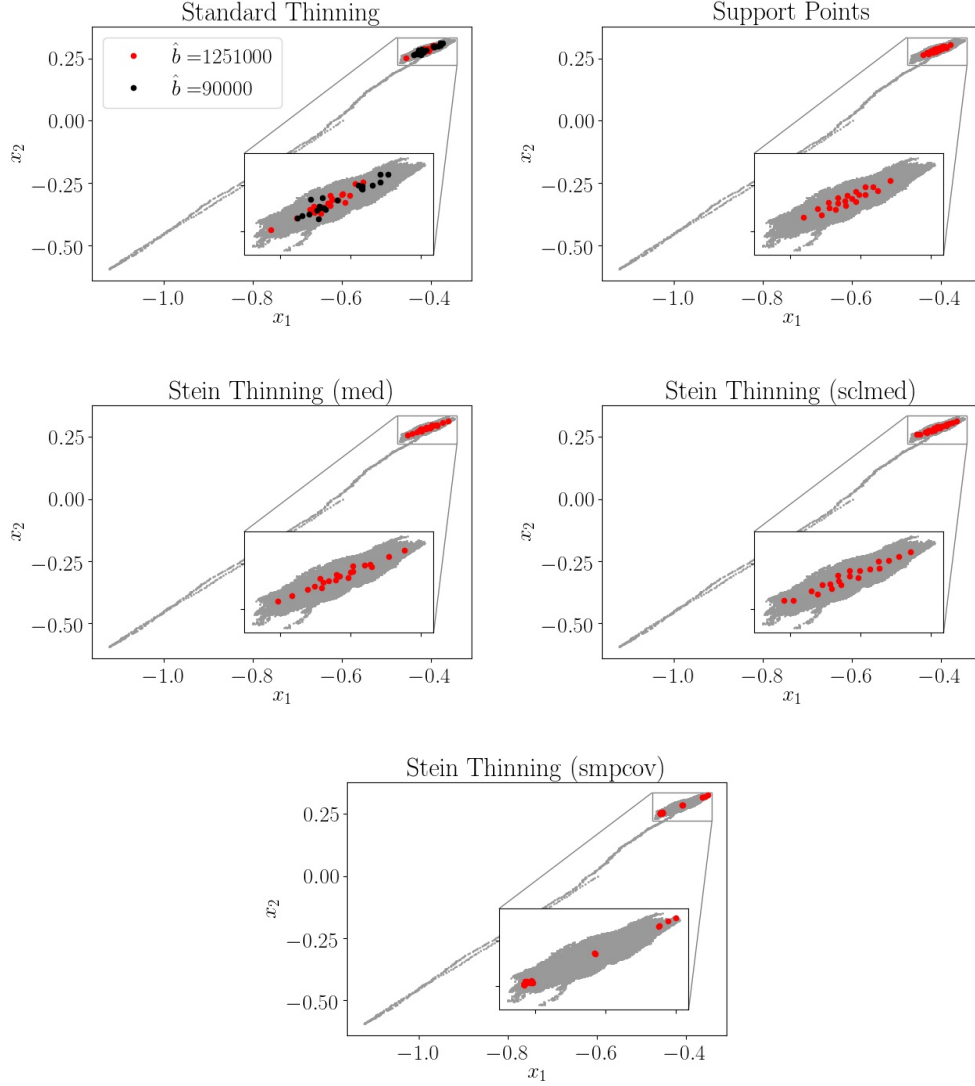 Standard Thinning
b̂ =1251000
b̂ =90000
0.25
0.00
−0.25
−0.50
x₂
−1.0
−0.8
−0.6
−0.4
x₁
Support Points
0.25
0.00
−0.25
−0.50
x₂
−1.0
−0.8
−0.6
−0.4
x₁
Stein Thinning (med)
0.25
0.00
−0.25
−0.50
x₂
−1.0
−0.8
−0.6
−0.4
x₁
Stein Thinning (sclmed)
0.25
0.00
−0.25
−0.50
x₂
−1.0
−0.8
−0.6
−0.4
x₁
Stein Thinning (smpcov)
0.25
0.00
−0.25
−0.50
x₂
−1.0
−0.8
−0.6
−0.4
x₁